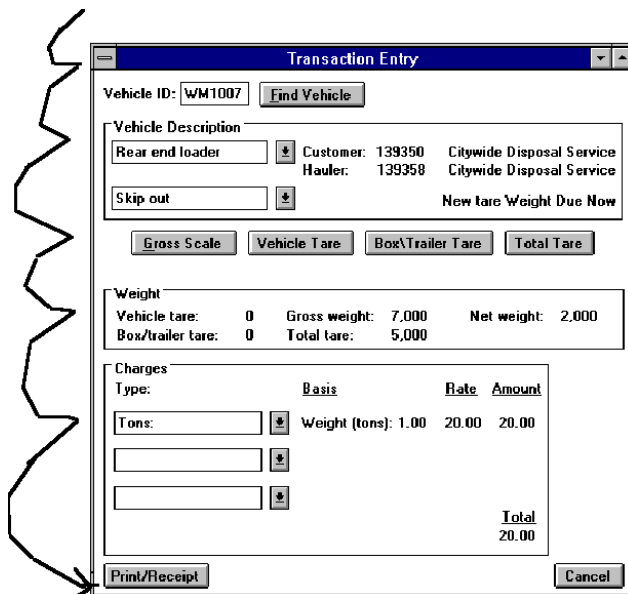 Transaction Entry
Vehicle ID: WM1007 Find Vehicle
Vehicle Description
Rear end loader Customer: 139350 Citywide Disposal Service
Hauler: 139358 Citywide Disposal Service
Skip out New tare Weight Due Now
Gross Scale Vehicle Tare Box\Trailer Tare Total Tare
Weight
Vehicle tare: 0 Gross weight: 7,000 Net weight: 2,000
Box/trailer tare: 0 Total tare: 5,000
Charges
Type: Basis Rate Amount
Tons: Weight (tons): 1.00 20.00 20.00
Total
20.00
Print/Receipt Cancel